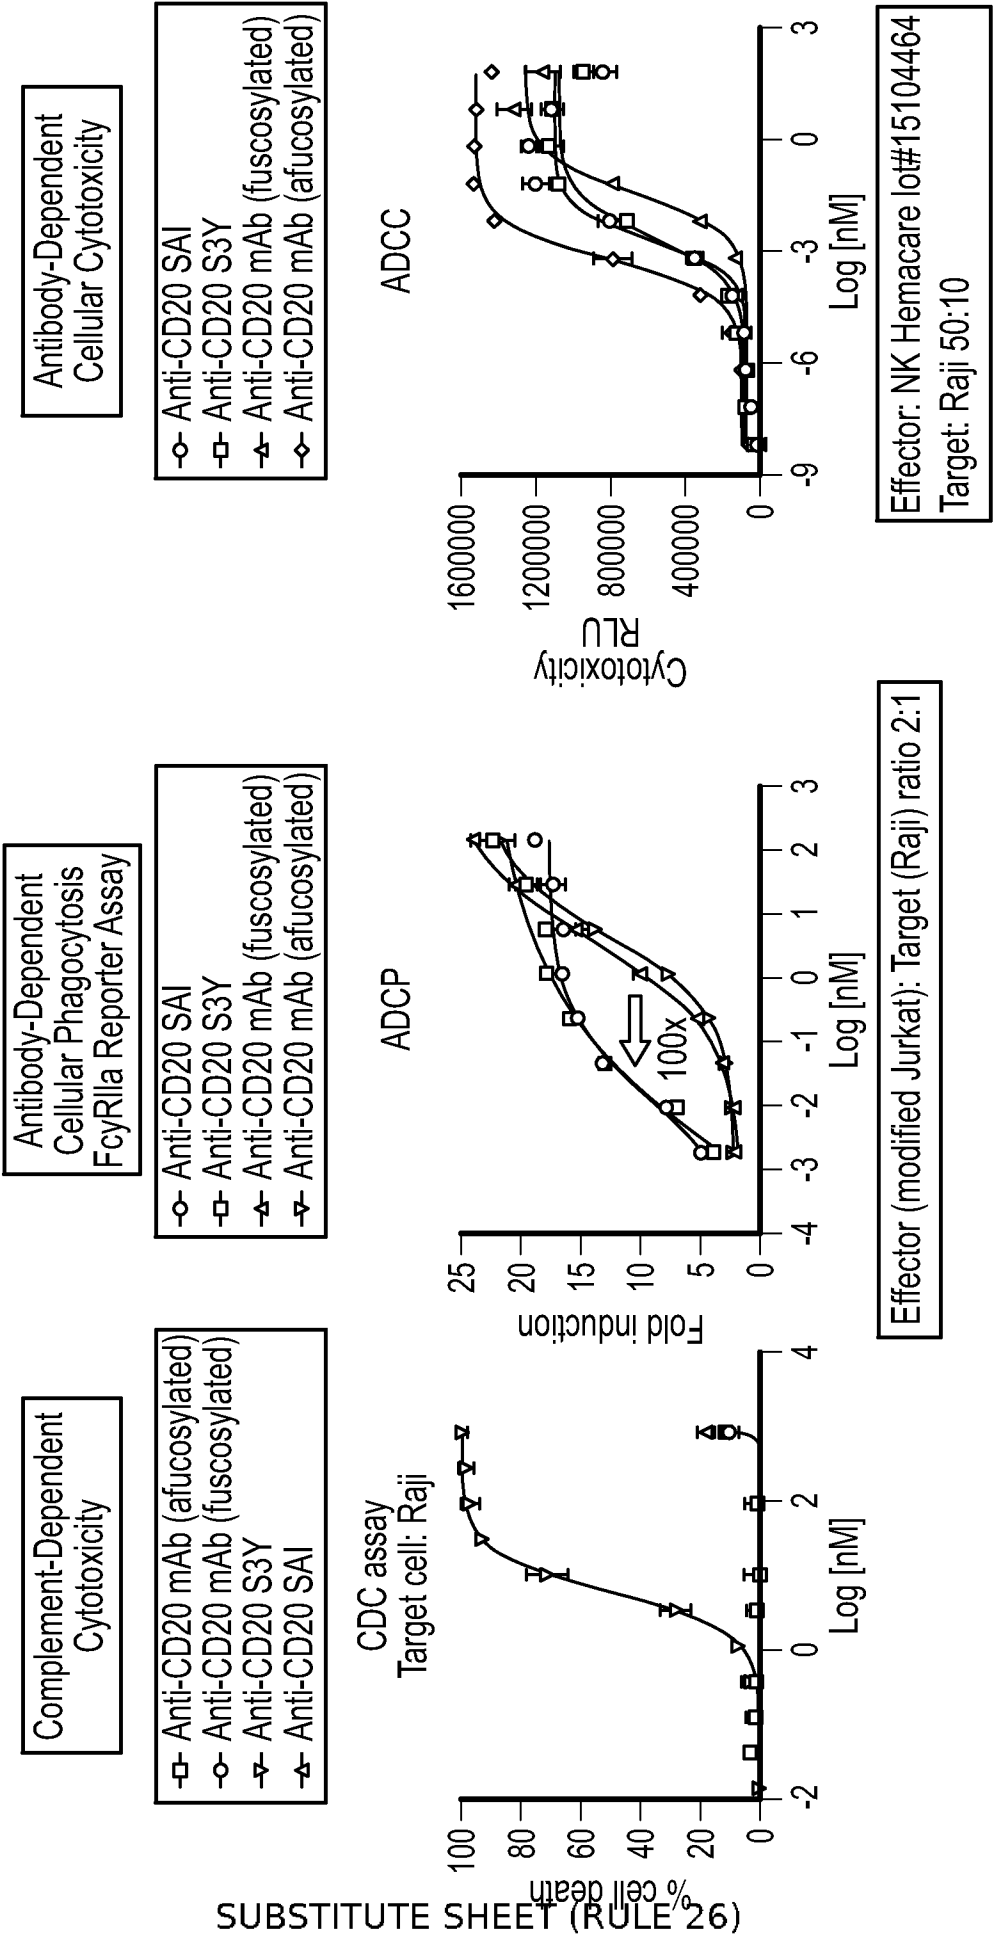 Complement-Dependent
Cytotoxicity
Anti-CD20 mAb (afucosylated)
Anti-CD20 mAb (fuscosylated)
Anti-CD20 S3Y
Anti-CD20 SAI
CDC assay
Target cell: Raji
% cell death
100
80
60
40
20
0
-2
0
2
4
Log [nM]
Antibody-Dependent
Cellular Phagocytosis
FcyRIIa Reporter Assay
Anti-CD20 SAI
Anti-CD20 S3Y
Anti-CD20 mAb (fuscosylated)
Anti-CD20 mAb (afucosylated)
ADCP
Fold induction
25
20
15
10
5
0
100x
-4
-3
-2
-1
0
1
2
3
Log [nM]
Effector (modified Jurkat): Target (Raji) ratio 2:1
Antibody-Dependent
Cellular Cytotoxicity
Anti-CD20 SAI
Anti-CD20 S3Y
Anti-CD20 mAb (fuscosylated)
Anti-CD20 mAb (afucosylated)
ADCC
Cytotoxicity
RLU
1600000
1200000
800000
400000
0
-9
-6
-3
0
3
Log [nM]
Effector: NK Hemacare lot#15104464
Target: Raji 50:10
SUBSTITUTE SHEET (RULE 26)